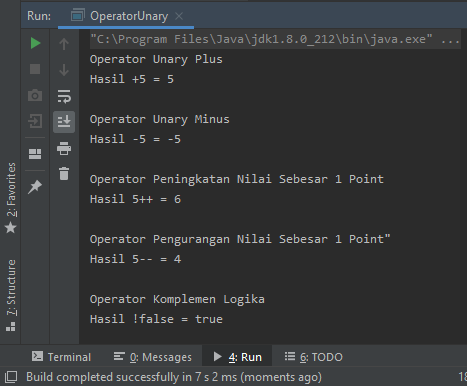 Run: OperatorUnary
"C:\Program Files\Java\jdk1.8.0_212\bin\java.exe" ...
Operator Unary Plus
Hasil +5 = 5
Operator Unary Minus
Hasil -5 = -5
Operator Peningkatan Nilai Sebesar 1 Point
Hasil 5++ = 6
Operator Pengurangan Nilai Sebesar 1 Point"
Hasil 5-- = 4
Operator Komplemen Logika
Hasil !false = true
2: Favorites
7: Structure
Terminal 0: Messages 4: Run 6: TODO
Build completed successfully in 7 s 2 ms (moments ago) 18